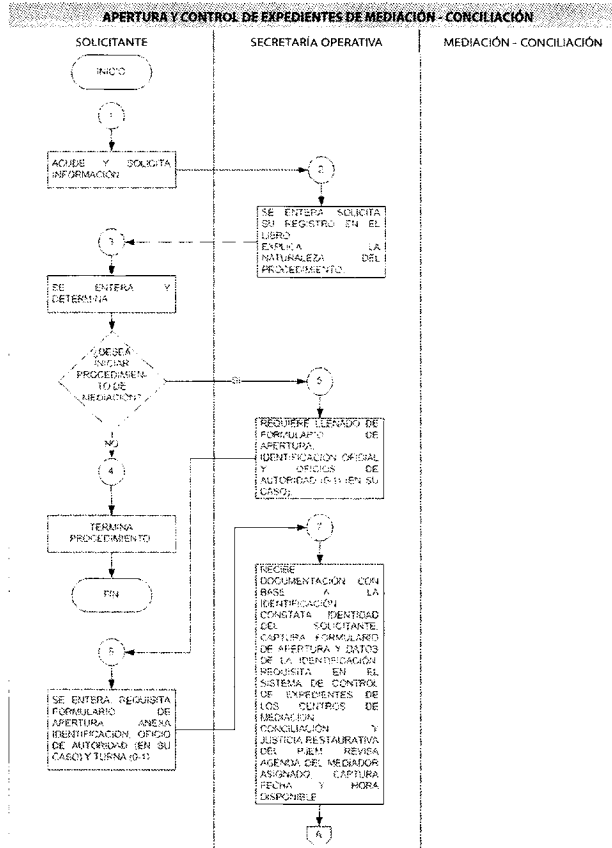 APERTURA Y CONTROL DE EXPEDIENTES DE MEDIACIÓN - CONCILIACIÓN
SOLICITANTE
SECRETARÍA OPERATIVA
MEDIACIÓN - CONCILIACIÓN
INICIO
1
ACUDE Y SOLICITA
INFORMACIÓN
2
SE ENTERA SOLICITA
SU REGISTRO EN EL
LIBRO
EXPLICA LA
NATURALEZA DEL
PROCEDIMIENTO.
3
SE ENTERA Y
DETERMINA
¿DESEA
INICIAR
PROCEDIMIEN-
TO DE
MEDIACIÓN?
SI
NO
4
TERMINA
PROCEDIMIENTO
FIN
5
REQUIERE LLENADO DE
FORMULARIO DE
APERTURA,
IDENTIFICACIÓN OFICIAL
Y OFICIOS DE
AUTORIDAD (0-1) (EN SU
CASO).
6
SE ENTERA, REQUISITA
FORMULARIO DE
APERTURA ANEXA
IDENTIFICACIÓN, OFICIO
DE AUTORIDAD (EN SU
CASO) Y TURNA (0-1)
7
RECIBE
DOCUMENTACIÓN CON
BASE A LA
IDENTIFICACIÓN
CONSTATA IDENTIDAD
DEL SOLICITANTE,
CAPTURA FORMULARIO
DE APERTURA Y DATOS
DE LA IDENTIFICACIÓN
REQUISITA EN EL
SISTEMA DE CONTROL
DE EXPEDIENTES DE
LOS CENTROS DE
MEDIACIÓN
CONCILIACIÓN Y
JUSTICIA RESTAURATIVA
DEL PJEM REVISA
AGENDA DEL MEDIADOR
ASIGNADO, CAPTURA
FECHA Y HORA
DISPONIBLE
A